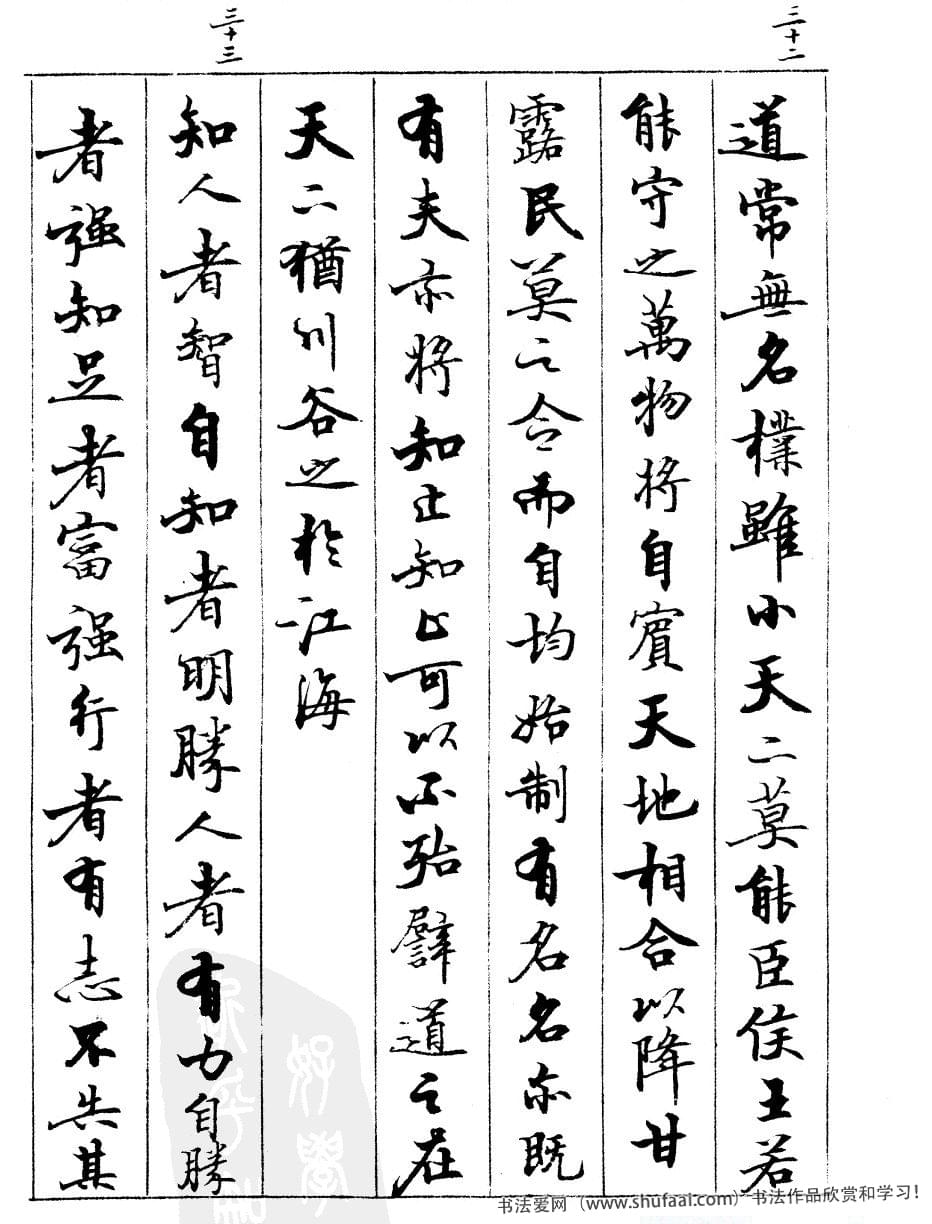 三十二
道常無名樸雖小天下莫能臣侯王若
能守之萬物將自賓天地相合以降甘
露民莫之令而自均始制有名名亦既
有夫亦將知止知止可以不殆譬道之在
天下猶川谷之於江海
三十三
知人者智自知者明勝人者有力自勝
者强知足者富强行者有志不失其
书法爱网（www.shufaai.com）书法作品欣赏和学习！